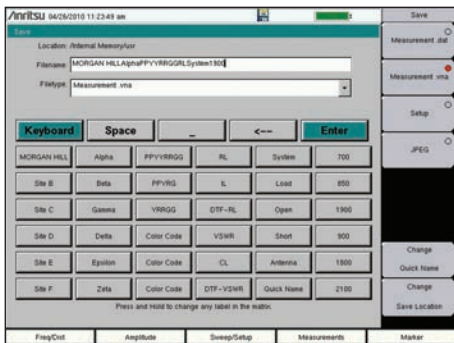 Anritsu 04/26/2010 11:23:49 am
Save
Save
Location: /Internal Memory/usr
Filename: MORGAN HILLAlphaPPVYVRRGGRLSystem1900
Filetype: Measurement .vna
Keyboard Space _ <-- Enter
MORGAN HILL Alpha PPVYRRGG RL System 700
Site B Beta PPVRG IL Load 850
Site C Gamma YRRGG DTF-RL Open 1900
Site D Delta Color Code VSWR Short 900
Site E Epsilon Color Code CL Antenna 1800
Site F Zeta Color Code DTF-VSWR Quick Name 2100
Press and Hold to change any label in the matrix.
Measurement .dat
Measurement .vna
Setup
JPEG
Change
Quick Name
Change
Save Location
Freq/Dist Amplitude Sweep/Setup Measurements Marker